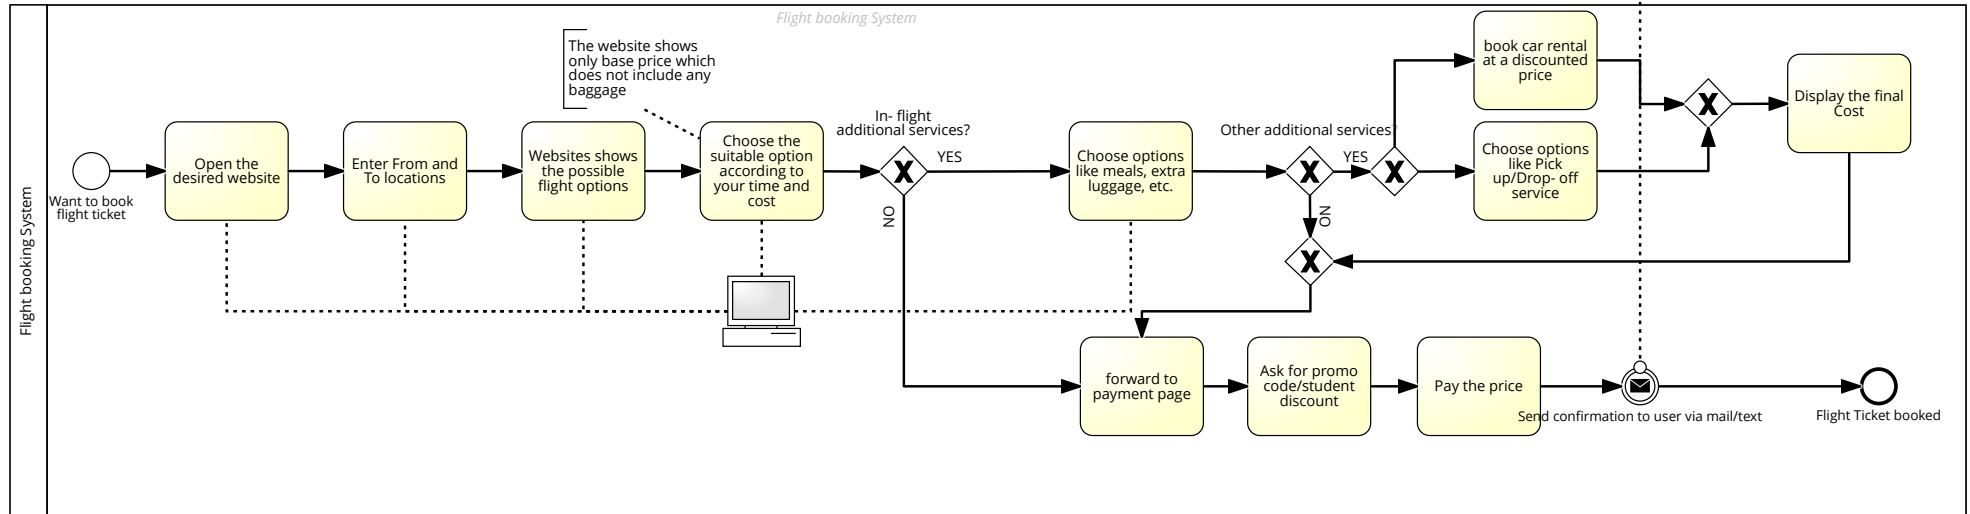 Flight booking System
Flight booking System
Want to book
flight ticket
Open the
desired website
Enter From and
To locations
Websites shows
the possible
flight options
The website shows
only base price which
does not include any
baggage
Choose the
suitable option
according to
your time and
cost
In- flight
additional services?
YES
NO
Choose options
like meals, extra
luggage, etc.
Other additional services?
YES
NO
book car rental
at a discounted
price
Choose options
like Pick
up/Drop- off
service
Display the final
Cost
forward to
payment page
Ask for promo
code/student
discount
Pay the price
Send confirmation to user via mail/text
Flight Ticket booked